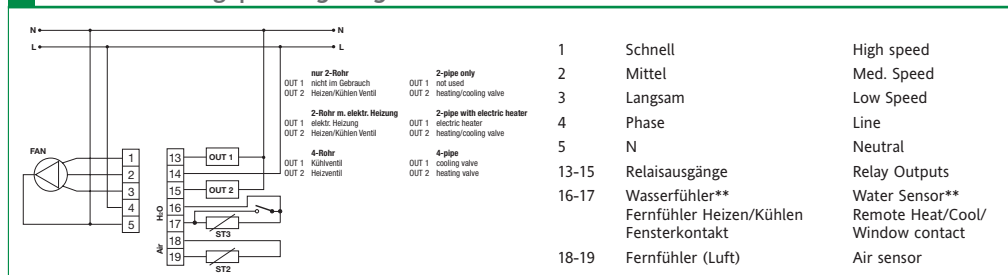 N
N
L
L
nur 2-Rohr
OUT 1 nicht im Gebrauch
OUT 2 Heizen/Kühlen Ventil
2-Rohr m. elektr. Heizung
OUT 1 elektr. Heizung
OUT 2 Heizen/Kühlen Ventil
4-Rohr
OUT 1 Kühlventil
OUT 2 Heizventil
2-pipe only
OUT 1 not used
OUT 2 heating/cooling valve
2-pipe with electric heater
OUT 1 electric heater
OUT 2 heating/cooling valve
4-pipe
OUT 1 cooling valve
OUT 2 heating valve
FAN
1
2
3
4
5
13
14
15
16
17
18
19
OUT 1
OUT 2
H₂O
Air
ST3
ST2
1 Schnell High speed
2 Mittel Med. Speed
3 Langsam Low Speed
4 Phase Line
5 N Neutral
13-15 Relaisausgänge Relay Outputs
16-17 Wasserfühler** Water Sensor**
Fernfühler Heizen/Kühlen Remote Heat/Cool/
Fensterkontakt Window contact
18-19 Fernfühler (Luft) Air sensor